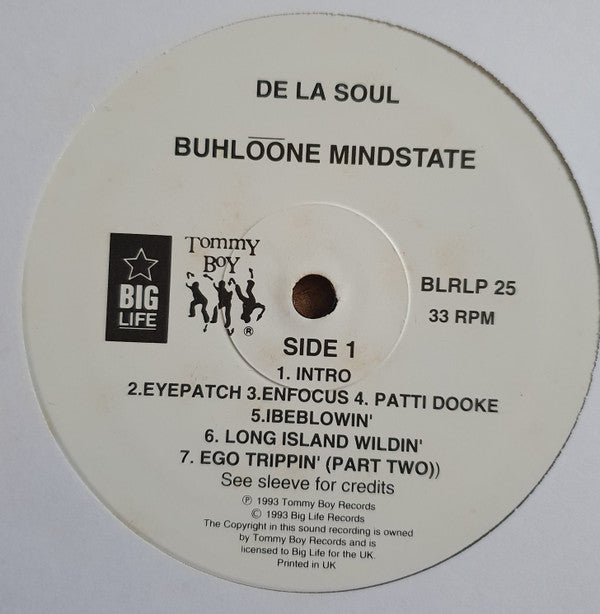 DE LA SOUL
BUHLŌŌNE MINDSTATE
BIG
LIFE
Tommy
Boy
®
BLRLP 25
33 RPM
SIDE 1
1. INTRO
2.EYEPATCH 3.ENFOCUS 4. PATTI DOOKE
5.IBEBLOWIN'
6. LONG ISLAND WILDIN'
7. EGO TRIPPIN' (PART TWO))
See sleeve for credits
℗ 1993 Tommy Boy Records
© 1993 Big Life Records
The Copyright in this sound recording is owned
by Tommy Boy Records and is
licensed to Big Life for the UK.
Printed in UK